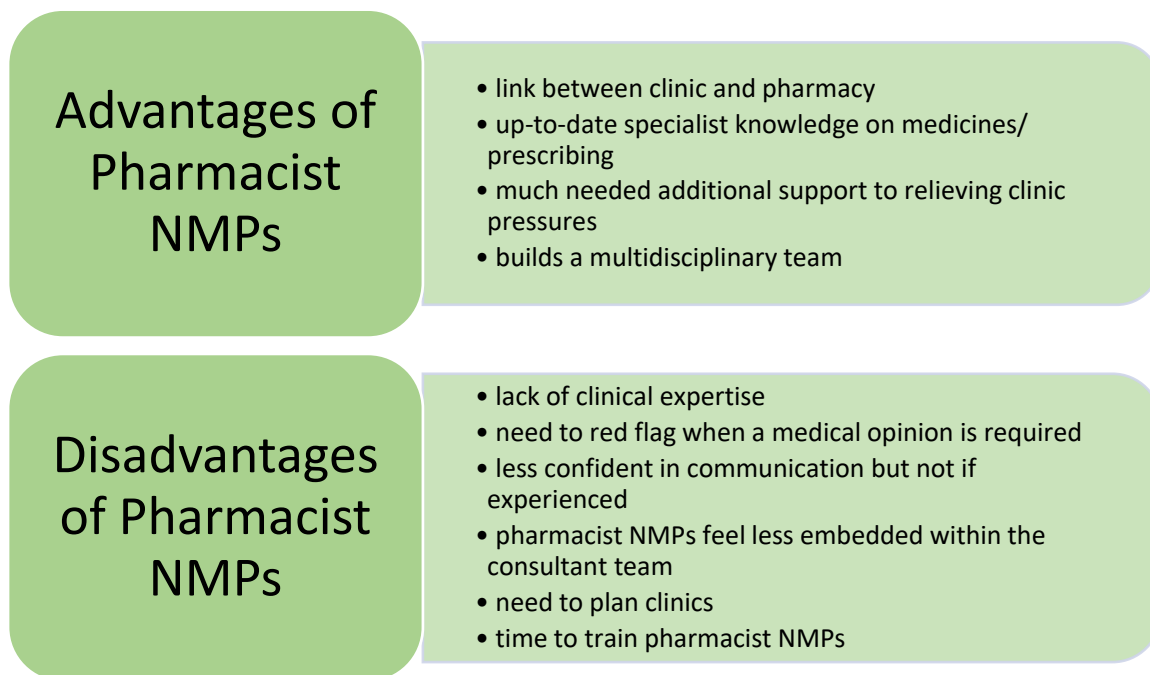 Advantages of
Pharmacist
NMPs
• link between clinic and pharmacy
• up-to-date specialist knowledge on medicines/
prescribing
• much needed additional support to relieving clinic
pressures
• builds a multidisciplinary team
Disadvantages
of Pharmacist
NMPs
• lack of clinical expertise
• need to red flag when a medical opinion is required
• less confident in communication but not if
experienced
• pharmacist NMPs feel less embedded within the
consultant team
• need to plan clinics
• time to train pharmacist NMPs